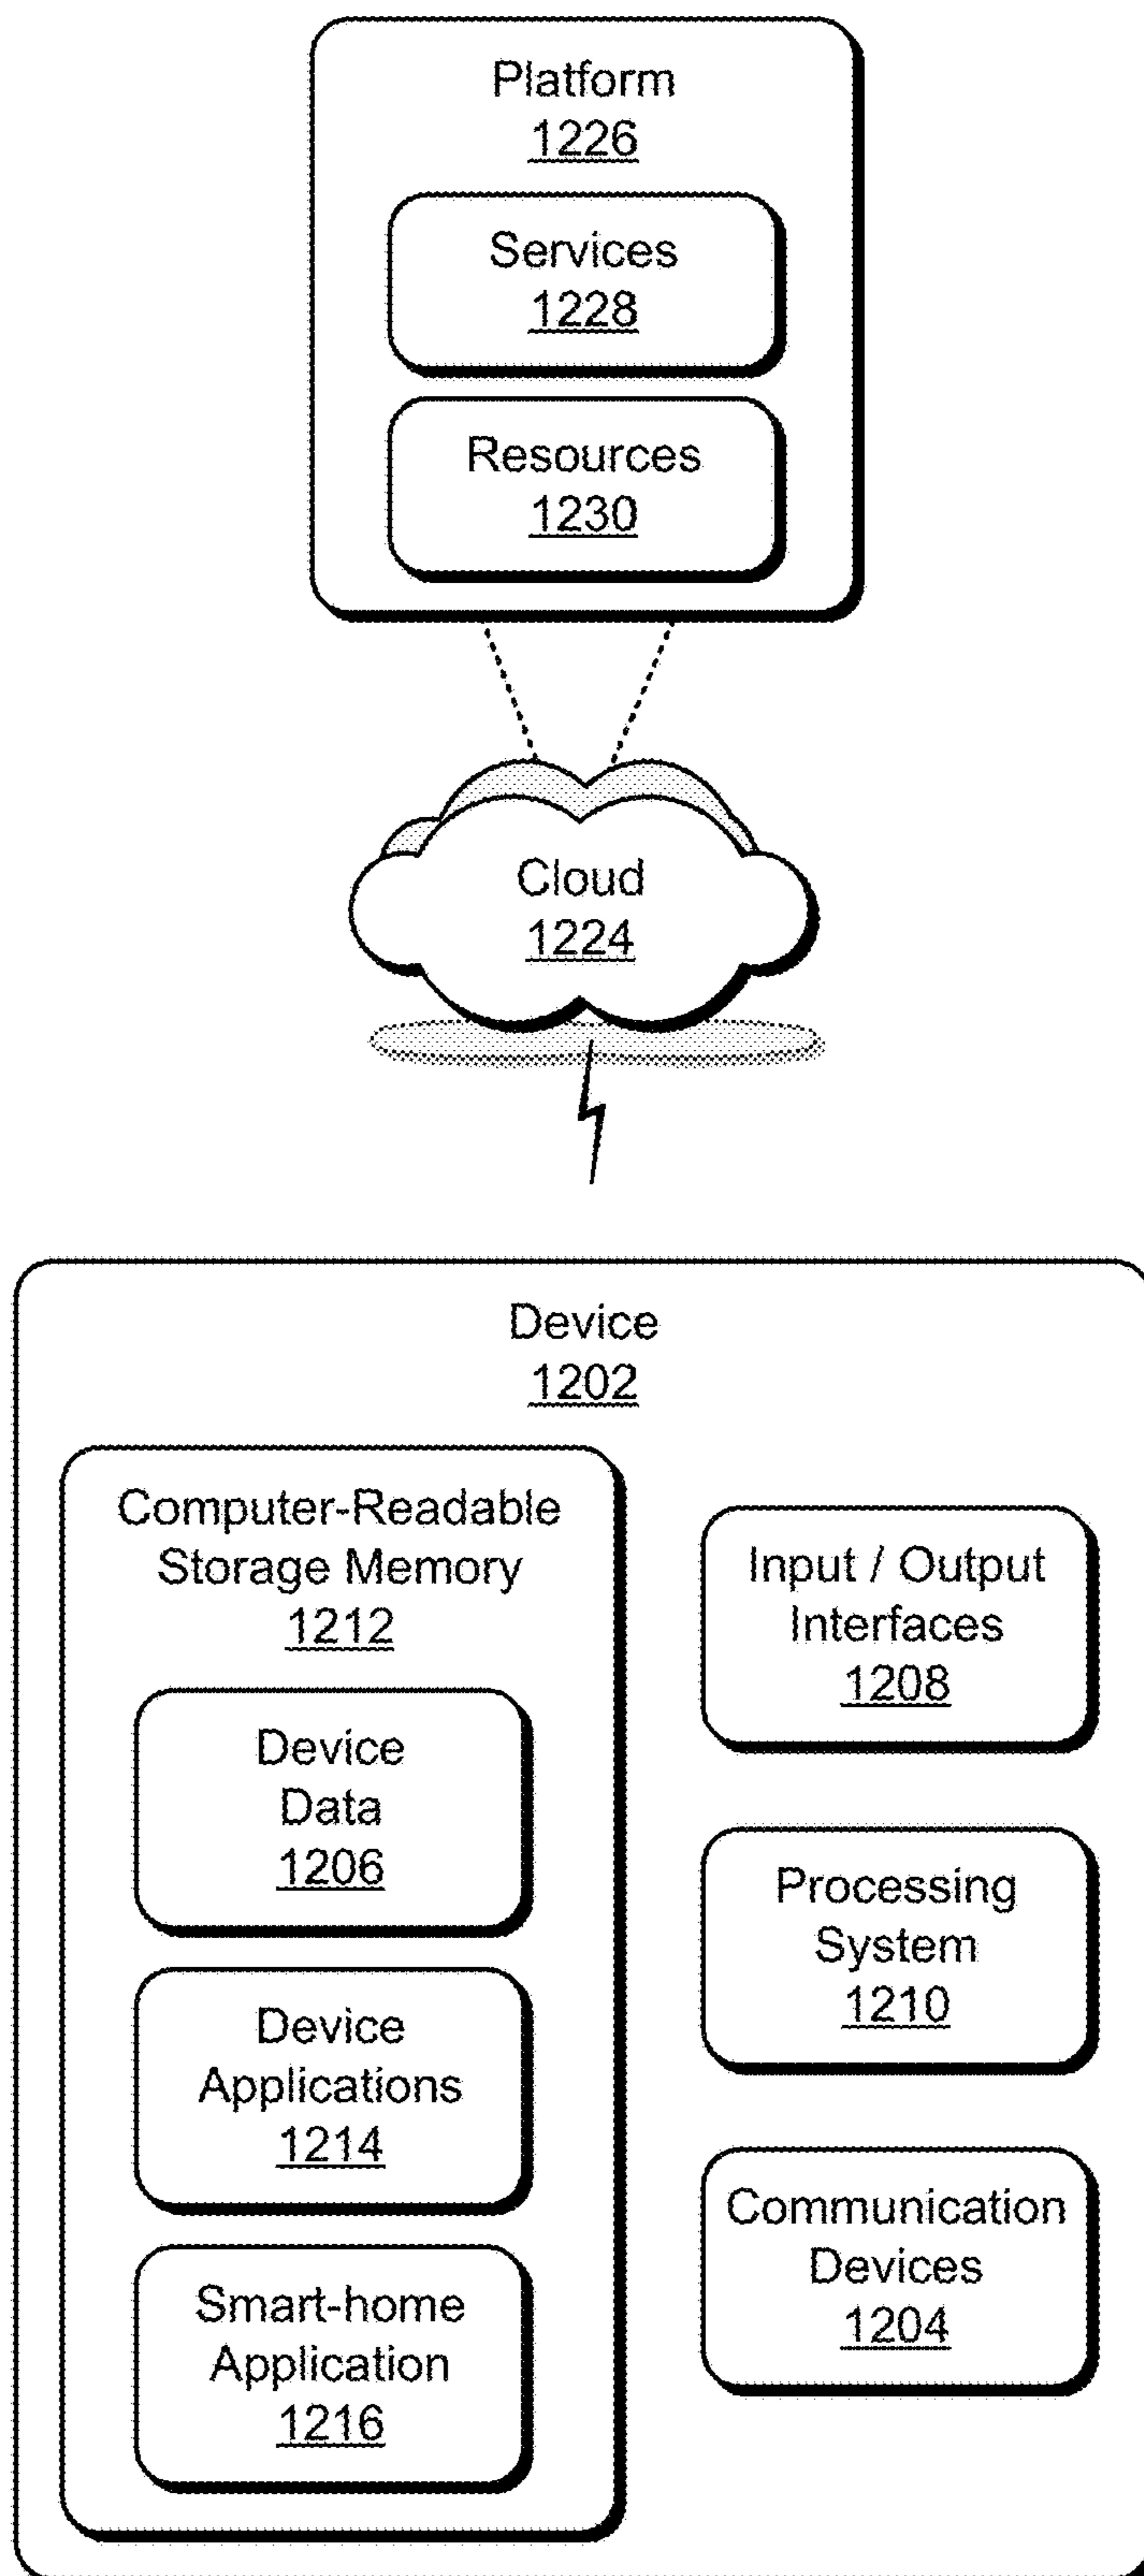 Platform
1226
Services
1228
Resources
1230
Cloud
1224
Device
1202
Computer-Readable
Storage Memory
1212
Device
Data
1206
Device
Applications
1214
Smart-home
Application
1216
Input / Output
Interfaces
1208
Processing
System
1210
Communication
Devices
1204